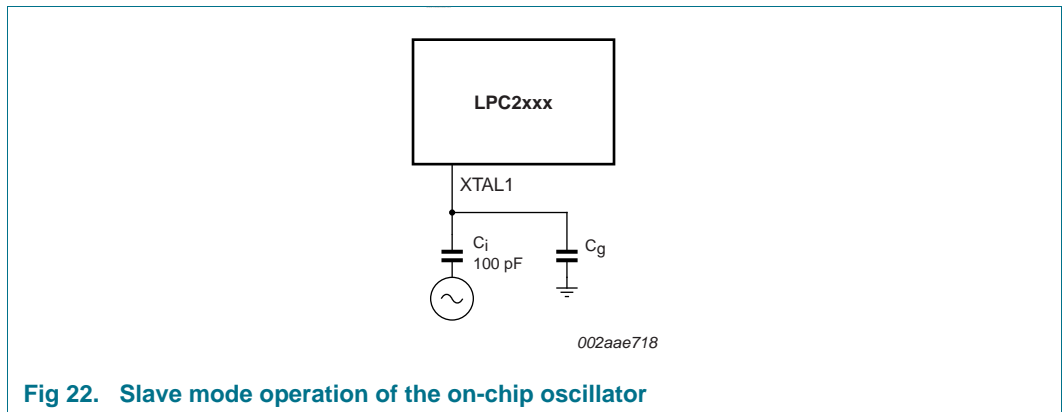 LPC2xxx
XTAL1
Ci
100 pF
Cg
002aae718
Fig 22. Slave mode operation of the on-chip oscillator